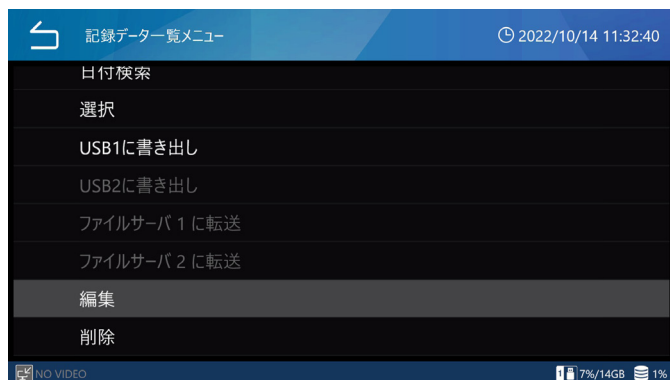 記録データ一覧メニュー 2022/10/14 11:32:40
日付検索
選択
USB1に書き出し
USB2に書き出し
ファイルサーバ 1 に転送
ファイルサーバ 2 に転送
編集
削除
NO VIDEO 1 7%/14GB 1%